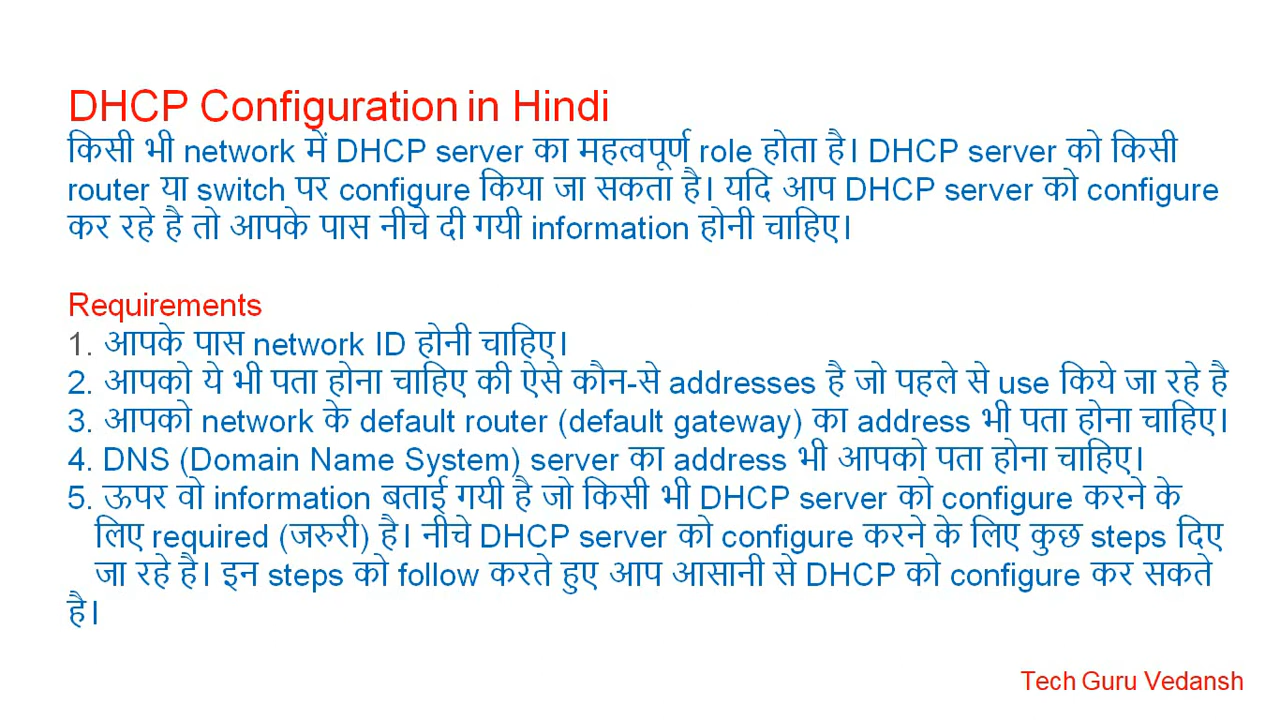 DHCP Configuration in Hindi
किसी भी network में DHCP server का महत्वपूर्ण role होता है। DHCP server को किसी
router या switch पर configure किया जा सकता है। यदि आप DHCP server को configure
कर रहे है तो आपके पास नीचे दी गयी information होनी चाहिए।
Requirements
1. आपके पास network ID होनी चाहिए।
2. आपको ये भी पता होना चाहिए की ऐसे कौन-से addresses है जो पहले से use किये जा रहे है
3. आपको network के default router (default gateway) का address भी पता होना चाहिए।
4. DNS (Domain Name System) server का address भी आपको पता होना चाहिए।
5. ऊपर वो information बताई गयी है जो किसी भी DHCP server को configure करने के
लिए required (जरुरी) है। नीचे DHCP server को configure करने के लिए कुछ steps दिए
जा रहे है। इन steps को follow करते हुए आप आसानी से DHCP को configure कर सकते
है।
Tech Guru Vedansh